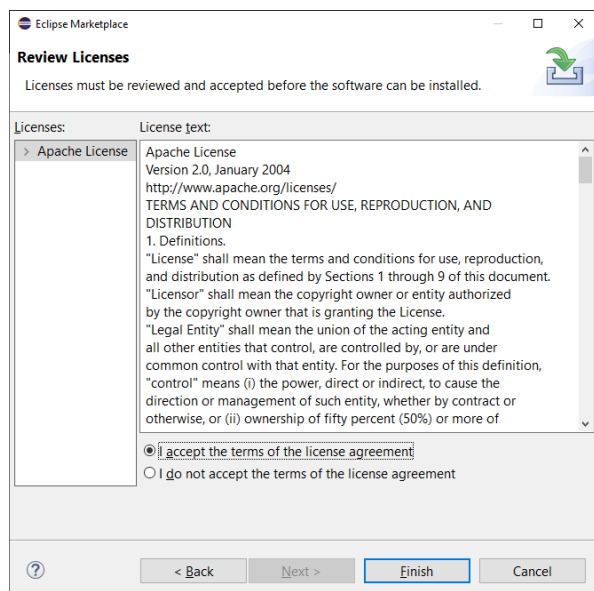 Eclipse Marketplace
Review Licenses
Licenses must be reviewed and accepted before the software can be installed.
Licenses:
License text:
Apache License
Apache License
Version 2.0, January 2004
http://www.apache.org/licenses/
TERMS AND CONDITIONS FOR USE, REPRODUCTION, AND
DISTRIBUTION
1. Definitions.
"License" shall mean the terms and conditions for use, reproduction,
and distribution as defined by Sections 1 through 9 of this document.
"Licensor" shall mean the copyright owner or entity authorized
by the copyright owner that is granting the License.
"Legal Entity" shall mean the union of the acting entity and
all other entities that control, are controlled by, or are under
common control with that entity. For the purposes of this definition,
"control" means (i) the power, direct or indirect, to cause the
direction or management of such entity, whether by contract or
otherwise, or (ii) ownership of fifty percent (50%) or more of
I accept the terms of the license agreement
I do not accept the terms of the license agreement
< Back
Next >
Finish
Cancel